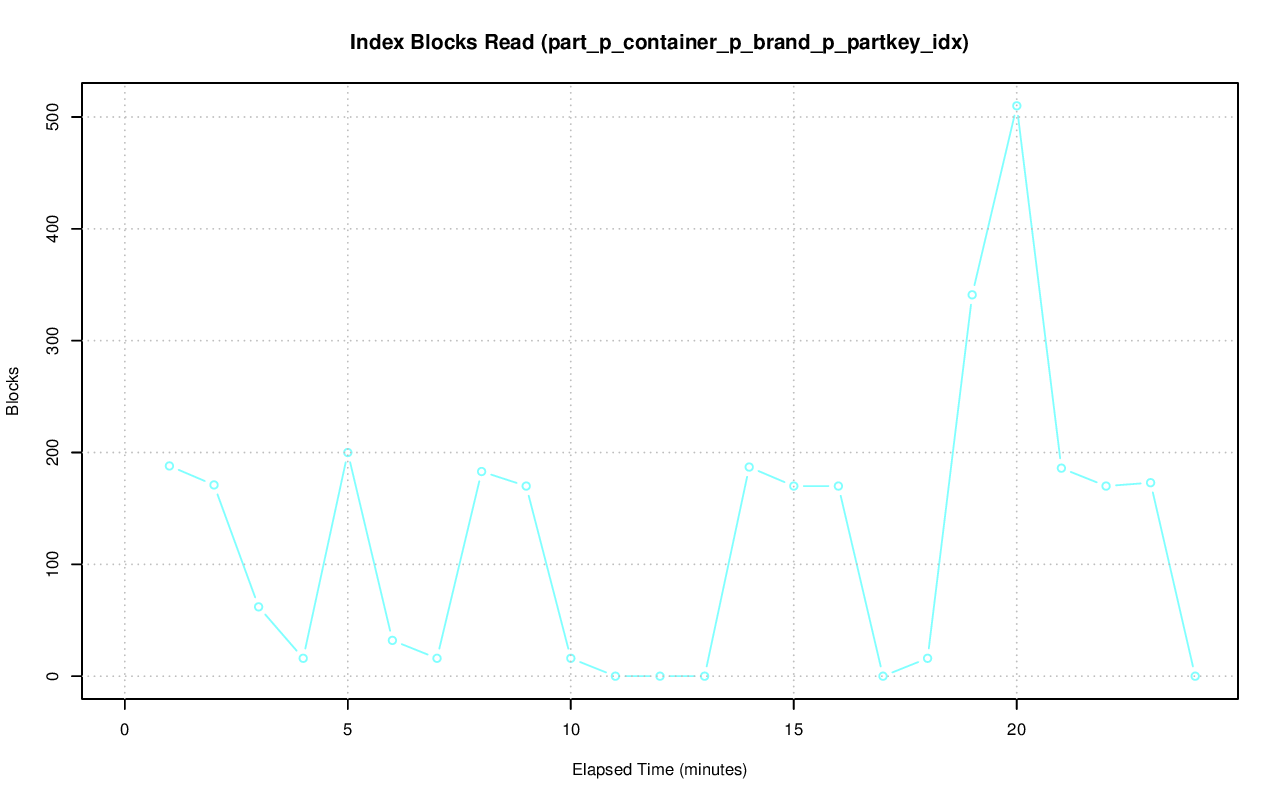 Index Blocks Read (part_p_container_p_brand_p_partkey_idx)
500
400
300
200
100
0
Blocks
0 5 10 15 20
Elapsed Time (minutes)